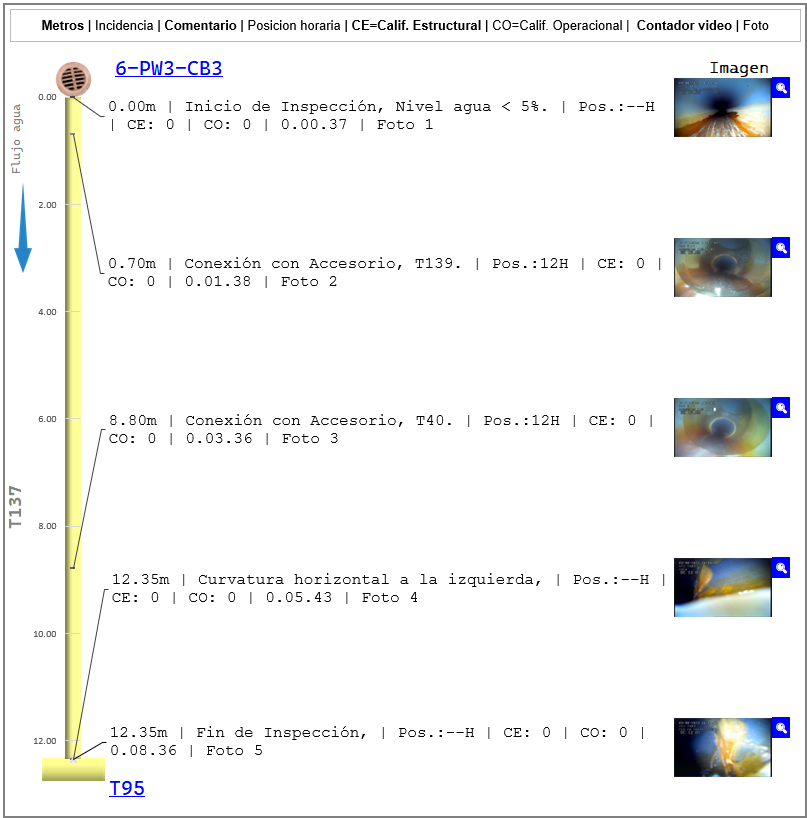 Metros | Incidencia | Comentario | Posicion horaria | CE=Calif. Estructural | CO=Calif. Operacional | Contador video | Foto
6-PW3-CB3
Imagen
0.00
0.00m | Inicio de Inspección, Nivel agua < 5%. | Pos.:--H
| CE: 0 | CO: 0 | 0.00.37 | Foto 1
Flujo agua
2.00
0.70m | Conexión con Accesorio, T139. | Pos.:12H | CE: 0 |
CO: 0 | 0.01.38 | Foto 2
4.00
6.00
8.80m | Conexión con Accesorio, T40. | Pos.:12H | CE: 0 |
CO: 0 | 0.03.36 | Foto 3
T137
8.00
12.35m | Curvatura horizontal a la izquierda, | Pos.:--H |
CE: 0 | CO: 0 | 0.05.43 | Foto 4
10.00
12.35m | Fin de Inspección, | Pos.:--H | CE: 0 | CO: 0 |
0.08.36 | Foto 5
12.00
T95